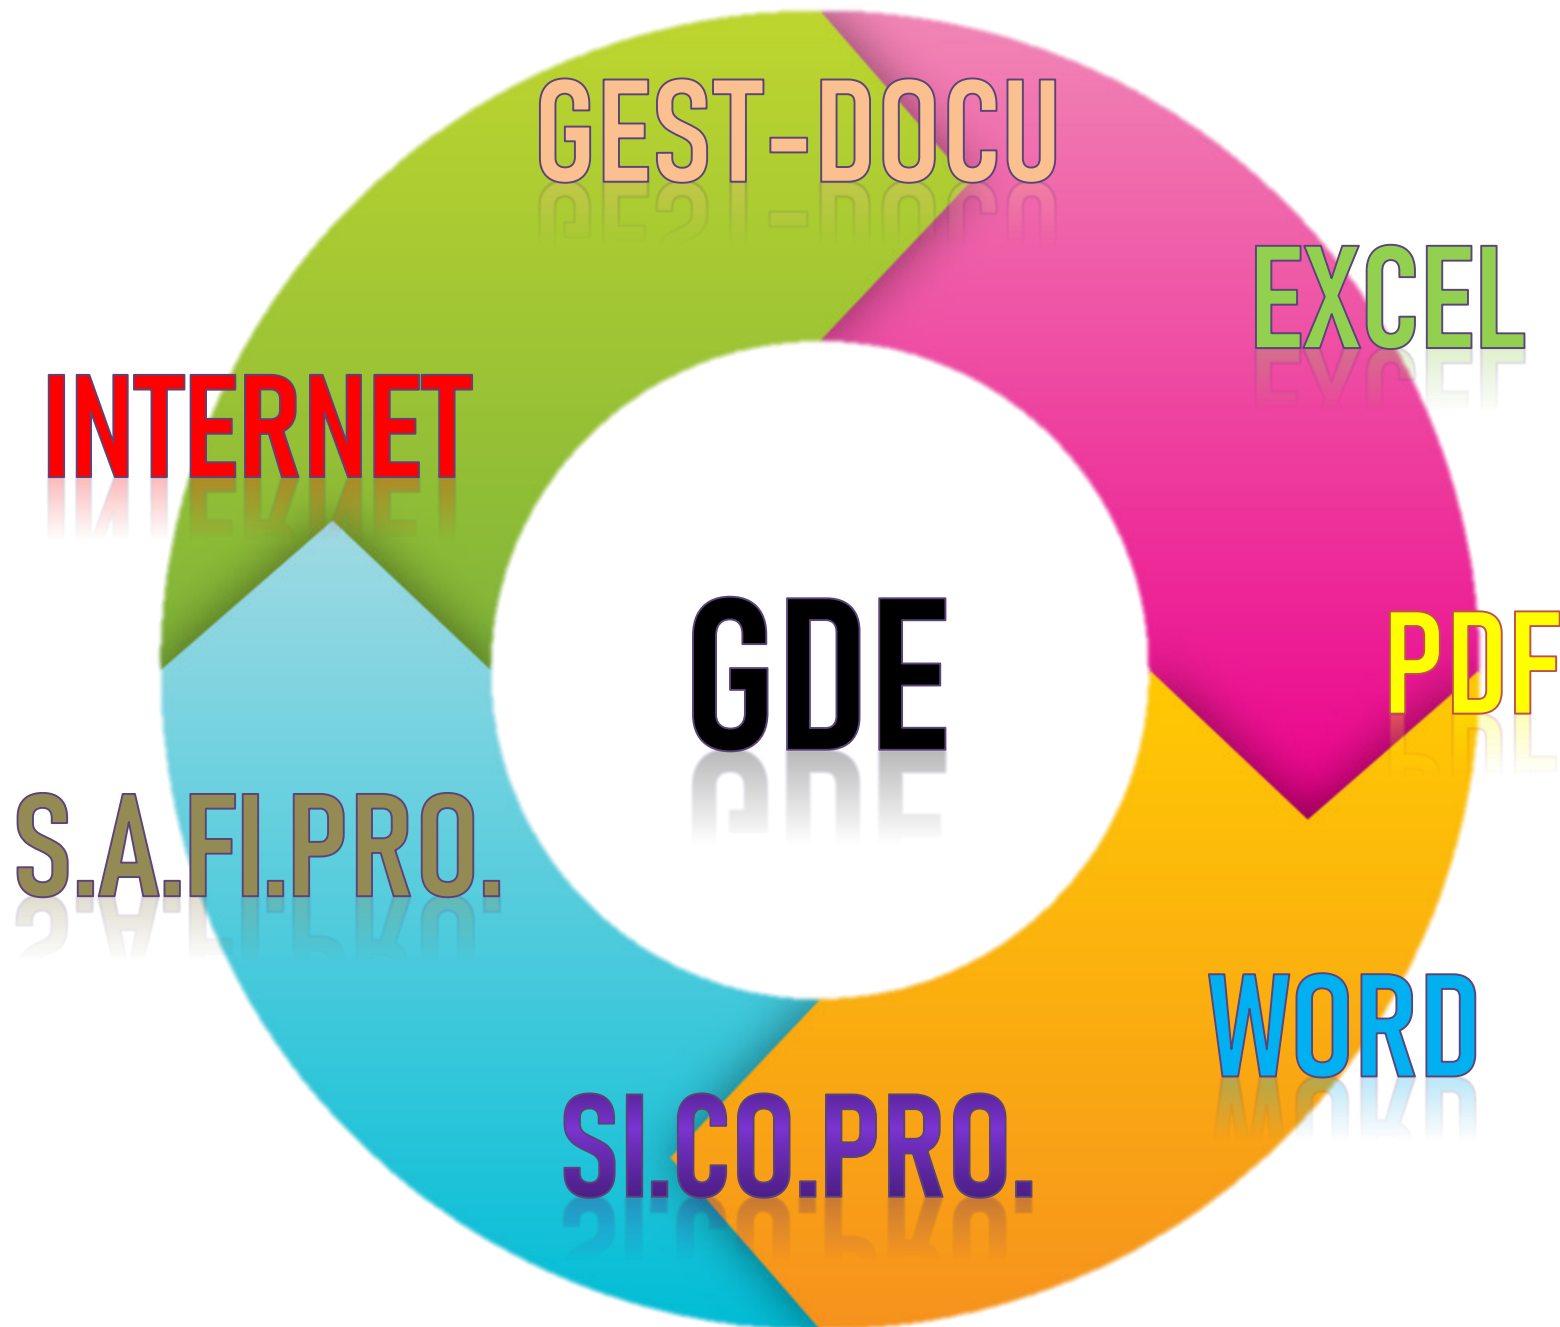 GEST-DOCU
EXCEL
INTERNET
GDE
PDF
S.A.FI.PRO.
WORD
SI.CO.PRO.